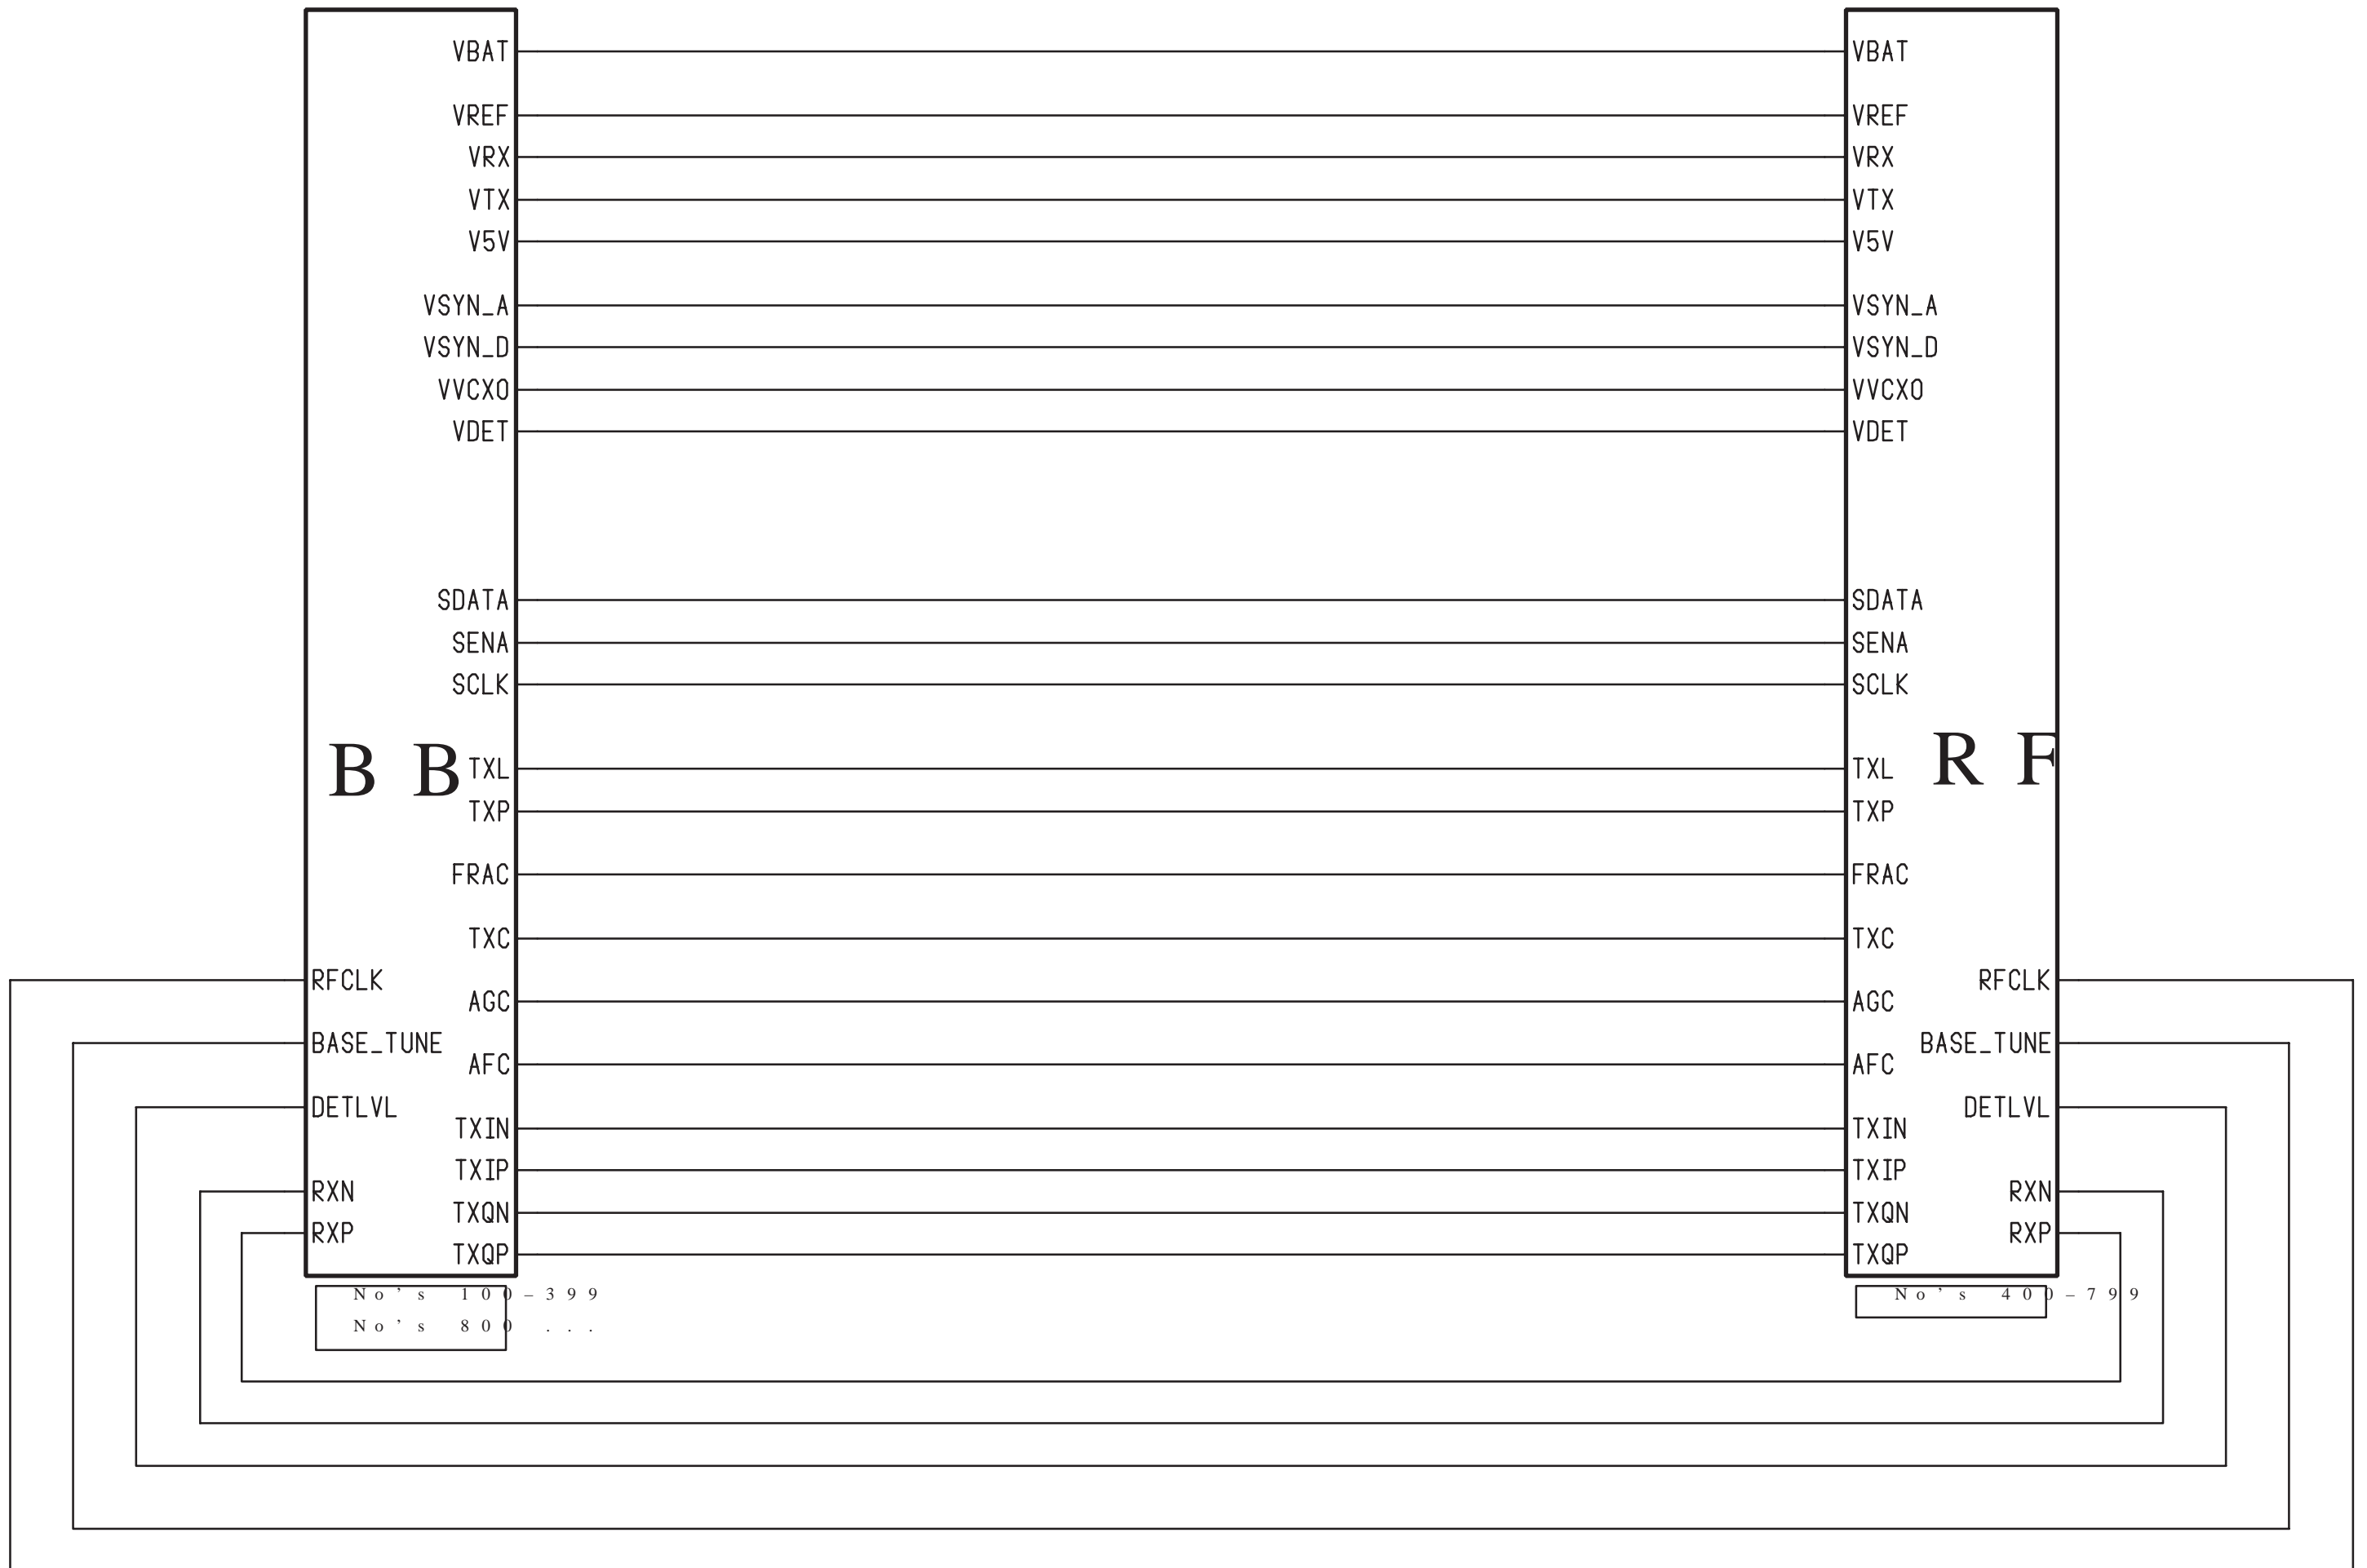 VBAT VBAT
VREF VREF
VRX VRX
VTX VTX
V5V V5V
VSYN_A VSYN_A
VSYN_D VSYN_D
VVCXO VVCXO
VDET VDET
SDATA SDATA
SENA SENA
SCLK SCLK
BB TXL TXL RF
TXP TXP
FRAC FRAC
TXC TXC
RFCLK RFCLK
AGC AGC
BASE_TUNE BASE_TUNE
AFC AFC
DETLVL DETLVL
TXIN TXIN
TXIP TXIP
RXN RXN
TXQN TXQN
RXP RXP
TXQP TXQP
No's 100–399 No's 400–799
No's 800 ...